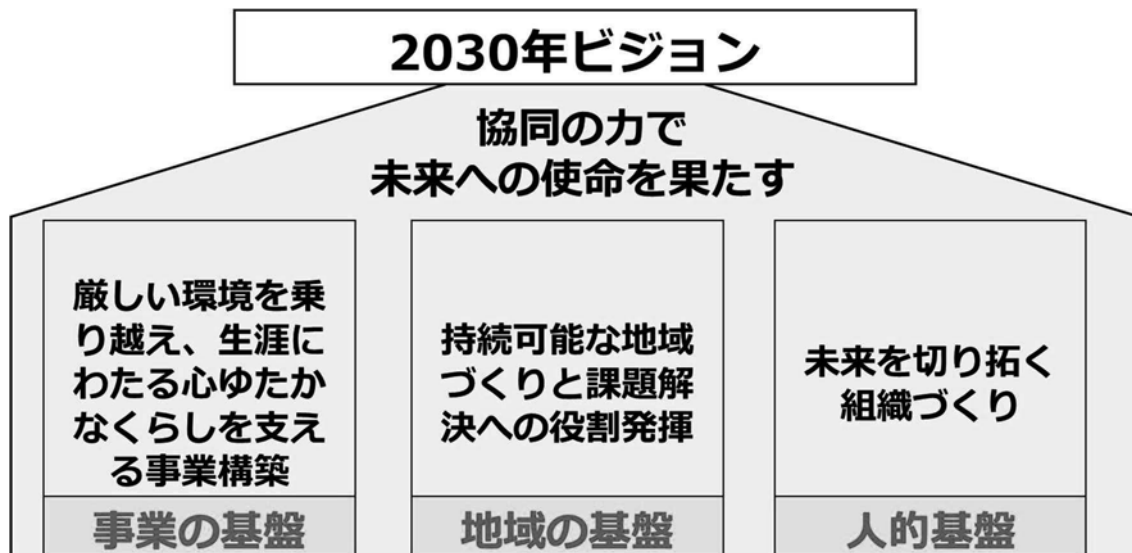 2030年ビジョン
協同の力で
未来への使命を果たす
厳しい環境を乗
り越え、生涯に
わたる心ゆたか
なくらしを支え
る事業構築
事業の基盤
持続可能な地域
づくりと課題解
決への役割発揮
地域の基盤
未来を切り拓く
組織づくり
人的基盤